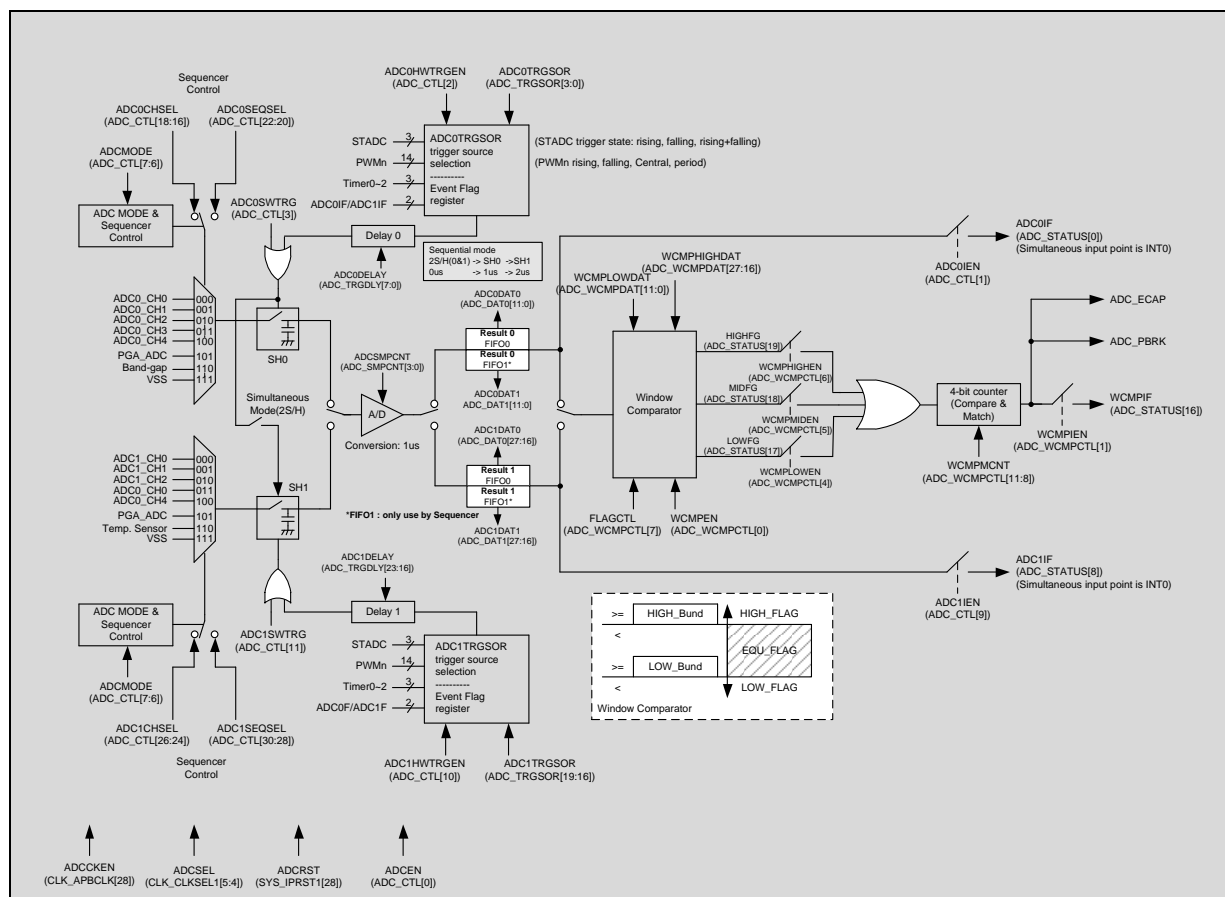 Sequencer
Control
ADC0CHSEL
(ADC_CTL[18:16])
ADC0SEQSEL
(ADC_CTL[22:20])
ADCMODE
(ADC_CTL[7:6])
ADC MODE &
Sequencer
Control
ADC0SWTRG
(ADC_CTL[3])
ADC0HWTRGEN
(ADC_CTL[2])
ADC0TRGSOR
(ADC_TRGSOR[3:0])
STADC
3
PWMn
14
Timer0~2
3
ADC0IF/ADC1IF
2
ADC0TRGSOR
trigger source
selection
----------
Event Flag
register
(STADC trigger state: rising, falling, rising+falling)
(PWMn rising, falling, Central, period)
Delay 0
ADC0DELAY
(ADC_TRGDLY[7:0])
Sequential mode
2S/H(0&1) -> SH0 ->SH1
0us -> 1us -> 2us
ADC0_CH0 000
ADC0_CH1 001
ADC0_CH2 010
ADC0_CH3 011
ADC0_CH4 100
PGA_ADC 101
Band-gap 110
VSS 111
SH0
Simultaneous
Mode(2S/H)
ADCSMPCNT
(ADC_SMPCNT[3:0])
A/D
Conversion: 1us
ADC0DAT0
(ADC_DAT0[11:0])
Result 0
FIFO0
Result 0
FIFO1*
ADC0DAT1
(ADC_DAT1[11:0])
ADC1DAT0
(ADC_DAT0[27:16])
Result 1
FIFO0
Result 1
FIFO1*
ADC1DAT1
(ADC_DAT1[27:16])
*FIFO1 : only use by Sequencer
WCMPHIGHDAT
(ADC_WCMPDAT[27:16])
WCMPLOWDAT
(ADC_WCMPDAT[11:0])
Window
Comparator
FLAGCTL
(ADC_WCMPCTL[7])
WCMPEN
(ADC_WCMPCTL[0])
HIGHFG
(ADC_STATUS[19])
WCMPHIGHEN
(ADC_WCMPCTL[6])
MIDFG
(ADC_STATUS[18])
WCMPMIDEN
(ADC_WCMPCTL[5])
LOWFG
(ADC_STATUS[17])
WCMPLOWEN
(ADC_WCMPCTL[4])
4-bit counter
(Compare &
Match)
WCMPMCNT
(ADC_WCMPCTL[11:8])
ADC0IF
(ADC_STATUS[0])
(Simultaneous input point is INT0)
ADC0IEN
(ADC_CTL[1])
ADC_ECAP
ADC_PBRK
WCMPIF
(ADC_STATUS[16])
WCMPIEN
(ADC_WCMPCTL[1])
ADC1IF
(ADC_STATUS[8])
(Simultaneous input point is INT0)
ADC1IEN
(ADC_CTL[9])
ADC1_CH0 000
ADC1_CH1 001
ADC1_CH2 010
ADC0_CH0 011
ADC0_CH4 100
PGA_ADC 101
Temp. Sensor 110
VSS 111
SH1
ADC1DELAY
(ADC_TRGDLY[23:16])
Delay 1
ADC MODE &
Sequencer
Control
ADC1SWTRG
(ADC_CTL[11])
ADCMODE
(ADC_CTL[7:6])
ADC1CHSEL
(ADC_CTL[26:24])
ADC1SEQSEL
(ADC_CTL[30:28])
Sequencer
Control
STADC
3
PWMn
14
Timer0~2
3
ADC0F/ADC1F
2
ADC1TRGSOR
trigger source
selection
----------
Event Flag
register
ADC1HWTRGEN
(ADC_CTL[10])
ADC1TRGSOR
(ADC_TRGSOR[19:16])
>= HIGH_Bund HIGH_FLAG
<
EQU_FLAG
>= LOW_Bund
< LOW_FLAG
Window Comparator
ADCCKEN
(CLK_APBCLK[28])
ADCSEL
(CLK_CLKSEL1[5:4])
ADCRST
(SYS_IPRST1[28])
ADCEN
(ADC_CTL[0])